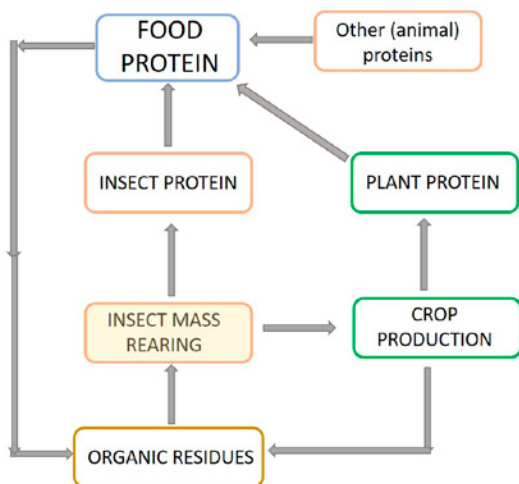 FOOD
PROTEIN
Other (animal)
proteins
INSECT PROTEIN
PLANT PROTEIN
INSECT MASS
REARING
CROP
PRODUCTION
ORGANIC RESIDUES